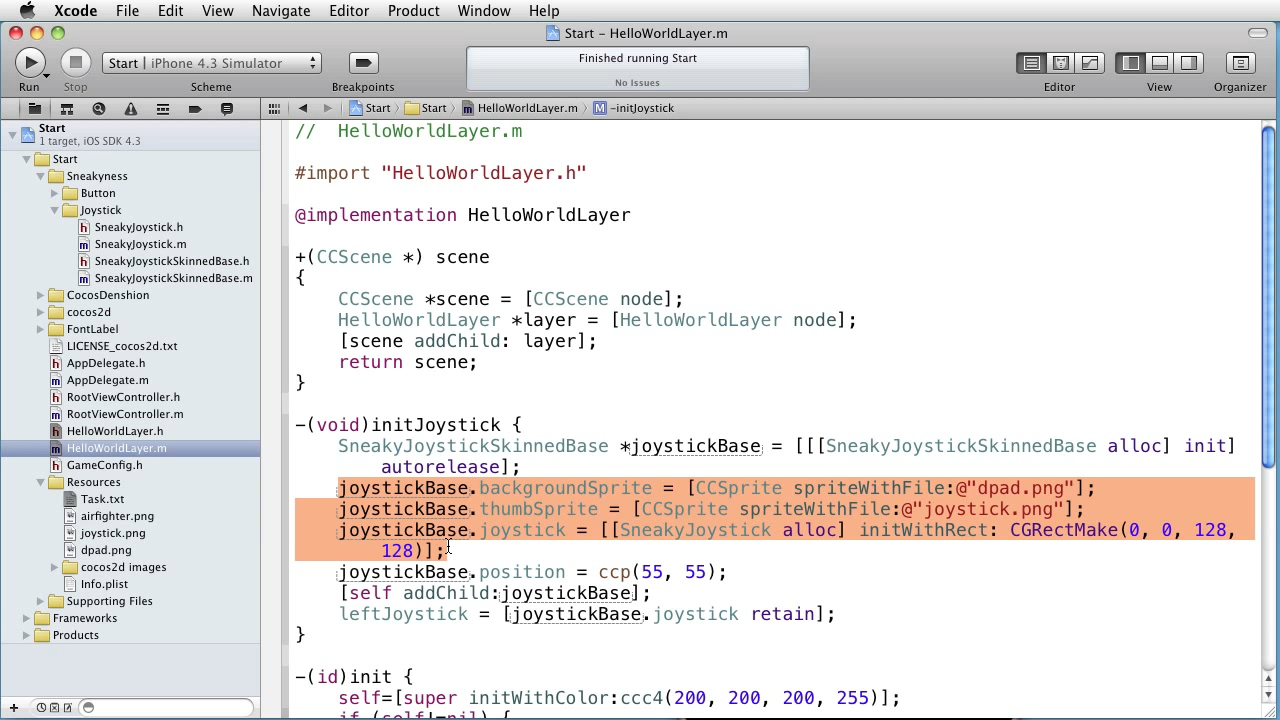 Xcode File Edit View Navigate Editor Product Window Help
Start – HelloWorldLayer.m
Start | iPhone 4.3 Simulator
Finished running Start
No Issues
Run Stop Scheme Breakpoints Editor View Organizer
Start Start HelloWorldLayer.m M -initJoystick
Start
1 target, iOS SDK 4.3
Start
Sneakyness
Button
Joystick
h SneakyJoystick.h
m SneakyJoystick.m
h SneakyJoystickSkinnedBase.h
m SneakyJoystickSkinnedBase.m
CocosDenshion
cocos2d
FontLabel
LICENSE_cocos2d.txt
h AppDelegate.h
m AppDelegate.m
h RootViewController.h
m RootViewController.m
h HelloWorldLayer.h
m HelloWorldLayer.m
h GameConfig.h
Resources
Task.txt
airfighter.png
joystick.png
dpad.png
cocos2d images
Info.plist
Supporting Files
Frameworks
Products
//  HelloWorldLayer.m
#import "HelloWorldLayer.h"
@implementation HelloWorldLayer
+(CCScene *) scene
{
    CCScene *scene = [CCScene node];
    HelloWorldLayer *layer = [HelloWorldLayer node];
    [scene addChild: layer];
    return scene;
}
-(void)initJoystick {
    SneakyJoystickSkinnedBase *joystickBase = [[[SneakyJoystickSkinnedBase alloc] init]
        autorelease];
    joystickBase.backgroundSprite = [CCSprite spriteWithFile:@"dpad.png"];
    joystickBase.thumbSprite = [CCSprite spriteWithFile:@"joystick.png"];
    joystickBase.joystick = [[SneakyJoystick alloc] initWithRect: CGRectMake(0, 0, 128,
        128)];
    joystickBase.position = ccp(55, 55);
    [self addChild:joystickBase];
    leftJoystick = [joystickBase.joystick retain];
}
-(id)init {
    self=[super initWithColor:ccc4(200, 200, 200, 255)];
    if (self!=nil) {